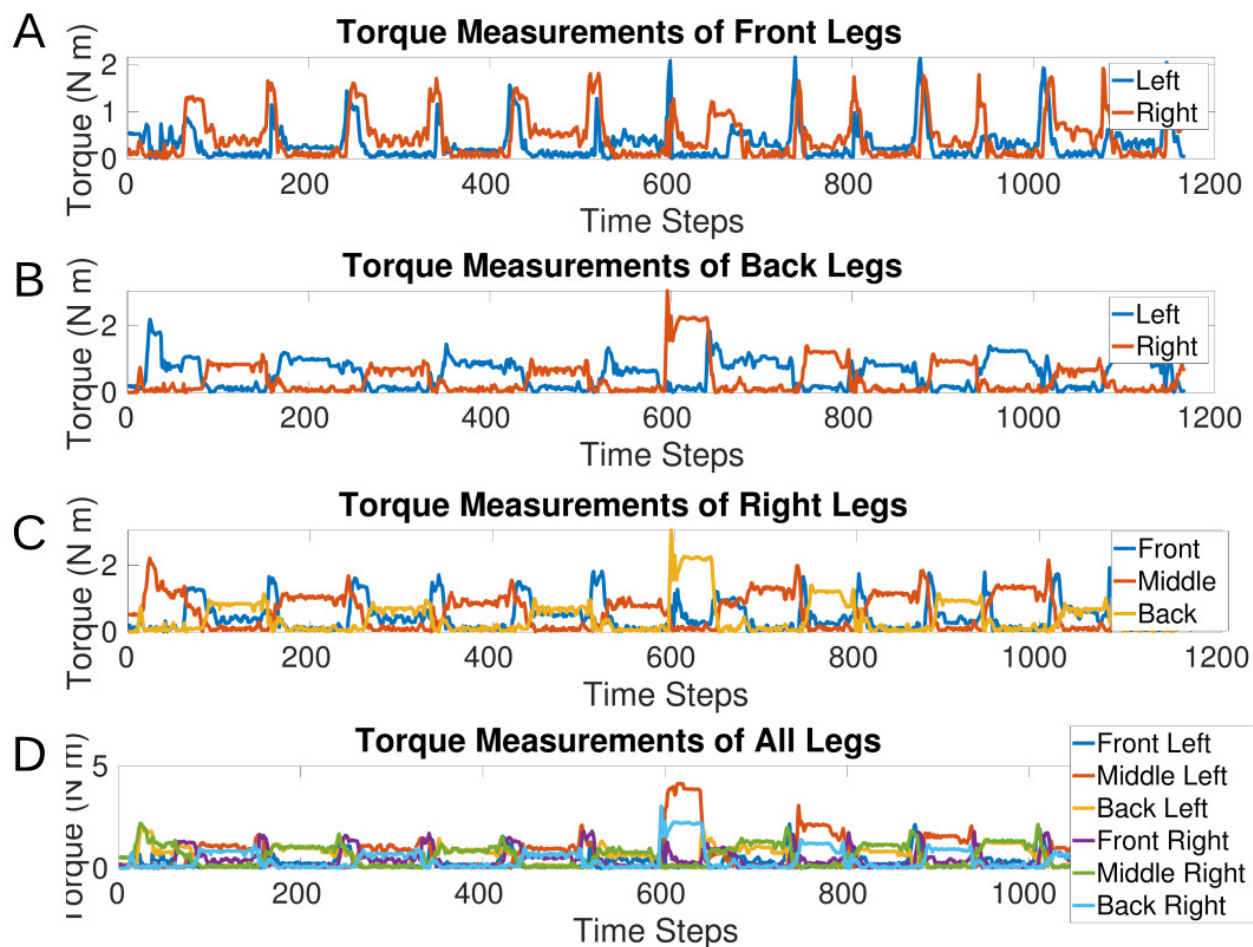 A
Torque Measurements of Front Legs
Torque (N m)
2
1
0
Left
Right
0 200 400 600 800 1000 1200
Time Steps
B
Torque Measurements of Back Legs
Torque (N m)
2
0
Left
Right
0 200 400 600 800 1000 1200
Time Steps
C
Torque Measurements of Right Legs
Torque (N m)
2
0
Front
Middle
Back
0 200 400 600 800 1000 1200
Time Steps
D
Torque Measurements of All Legs
Torque (N m)
5
0
Front Left
Middle Left
Back Left
Front Right
Middle Right
Back Right
0 200 400 600 800 1000
Time Steps